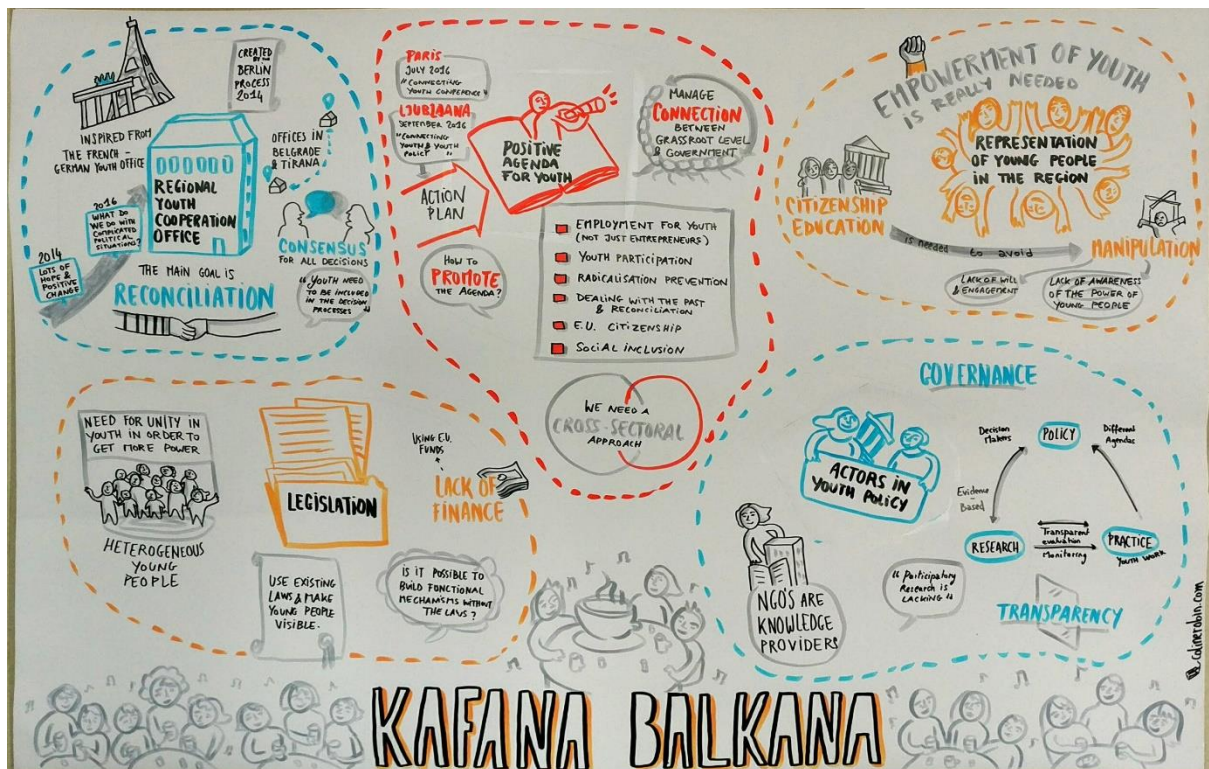 INSPIRED FROM
THE FRENCH -
GERMAN YOUTH OFFICE
CREATED
BY THE
BERLIN
PROCESS
2014
OFFICES IN
BELGRADE
& TIRANA
REGIONAL
YOUTH
COOPERATION
OFFICE
2016
WHAT DO
WE DO WITH
COMPLICATED
POLITICAL
SITUATIONS?
2014
LOTS OF
HOPE &
POSITIVE
CHANGE
CONSENSUS
FOR ALL DECISIONS
"YOUTH NEED
TO BE INCLUDED
IN THE DECISION
PROCESSES"
THE MAIN GOAL IS
RECONCILIATION
PARIS
JULY 2016
"CONNECTING
YOUTH CONFERENCE"
LJUBLJANA
SEPTEMBER 2016
"CONNECTING
YOUTH & YOUTH
POLICY"
ACTION
PLAN
POSITIVE
AGENDA
FOR YOUTH
MANAGE
CONNECTION
BETWEEN
GRASSROOT LEVEL
& GOVERNMENT
HOW TO
PROMOTE
THE AGENDA?
EMPLOYMENT FOR YOUTH
(NOT JUST ENTREPRENEURS)
YOUTH PARTICIPATION
RADICALISATION PREVENTION
DEALING WITH THE PAST
& RECONCILIATION
E.U. CITIZENSHIP
SOCIAL INCLUSION
WE NEED A
CROSS-SECTORAL
APPROACH
EMPOWERMENT OF YOUTH
IS REALLY NEEDED
REPRESENTATION
OF YOUNG PEOPLE
IN THE REGION
CITIZENSHIP
EDUCATION
is needed to avoid
MANIPULATION
LACK OF WILL
& ENGAGEMENT
LACK OF AWARENESS
OF THE POWER OF
YOUNG PEOPLE
NEED FOR UNITY IN
YOUTH IN ORDER TO
GET MORE POWER
HETEROGENEOUS
YOUNG
PEOPLE
LEGISLATION
USING E.U.
FUNDS
LACK OF
FINANCE
USE EXISTING
LAWS & MAKE
YOUNG PEOPLE
VISIBLE.
IS IT POSSIBLE TO
BUILD FUNCTIONAL
MECHANISMS WITHOUT
THE LAWS?
GOVERNANCE
ACTORS IN
YOUTH POLICY
NGO'S ARE
KNOWLEDGE
PROVIDERS
Decision
Makers
POLICY
Different
Agendas
Evidence
-Based
RESEARCH
Transparent
evaluation
Monitoring
PRACTICE
YOUTH WORK
"Participatory
Research is
LACKING"
TRANSPARENCY
colinerobin.com
KAFANA BALKANA